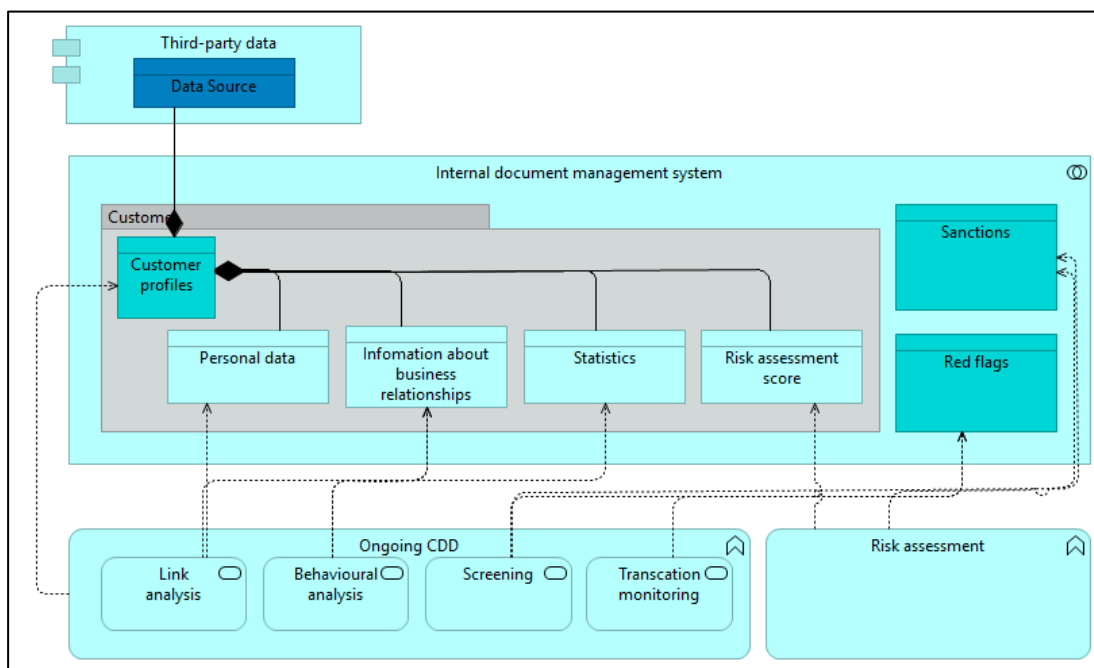 Third-party data
Data Source
Internal document management system
Customer
Customer
profiles
Sanctions
Personal data
Infomation about
business
relationships
Statistics
Risk assessment
score
Red flags
Ongoing CDD
Link
analysis
Behavioural
analysis
Screening
Transcation
monitoring
Risk assessment